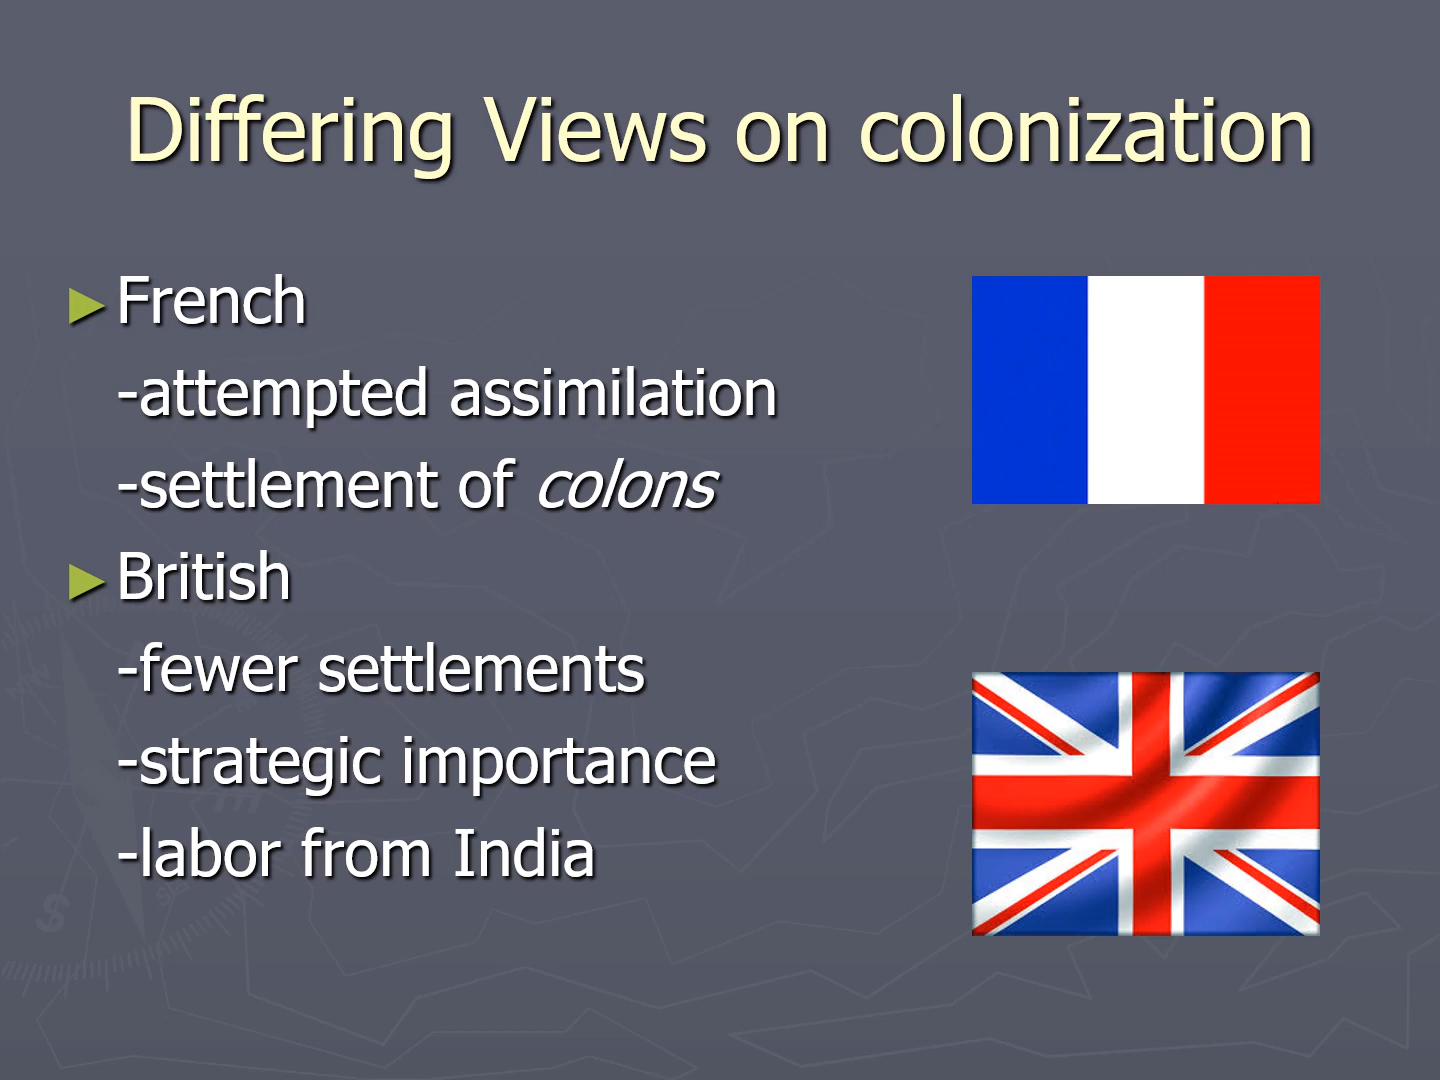 Differing Views on colonization
► French
-attempted assimilation
-settlement of colons
► British
-fewer settlements
-strategic importance
-labor from India